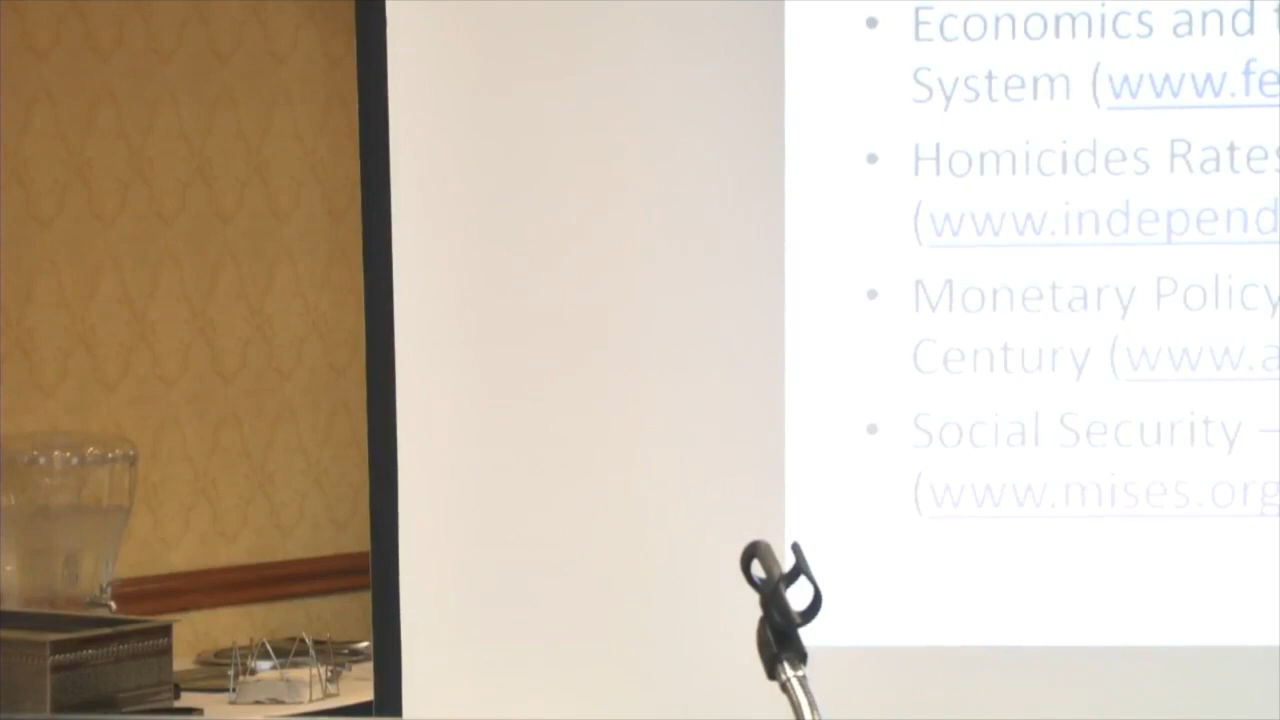 • Economics and
System (www.fe
• Homicides Rates
(www.independ
• Monetary Policy
Century (www.a
• Social Security –
(www.mises.org